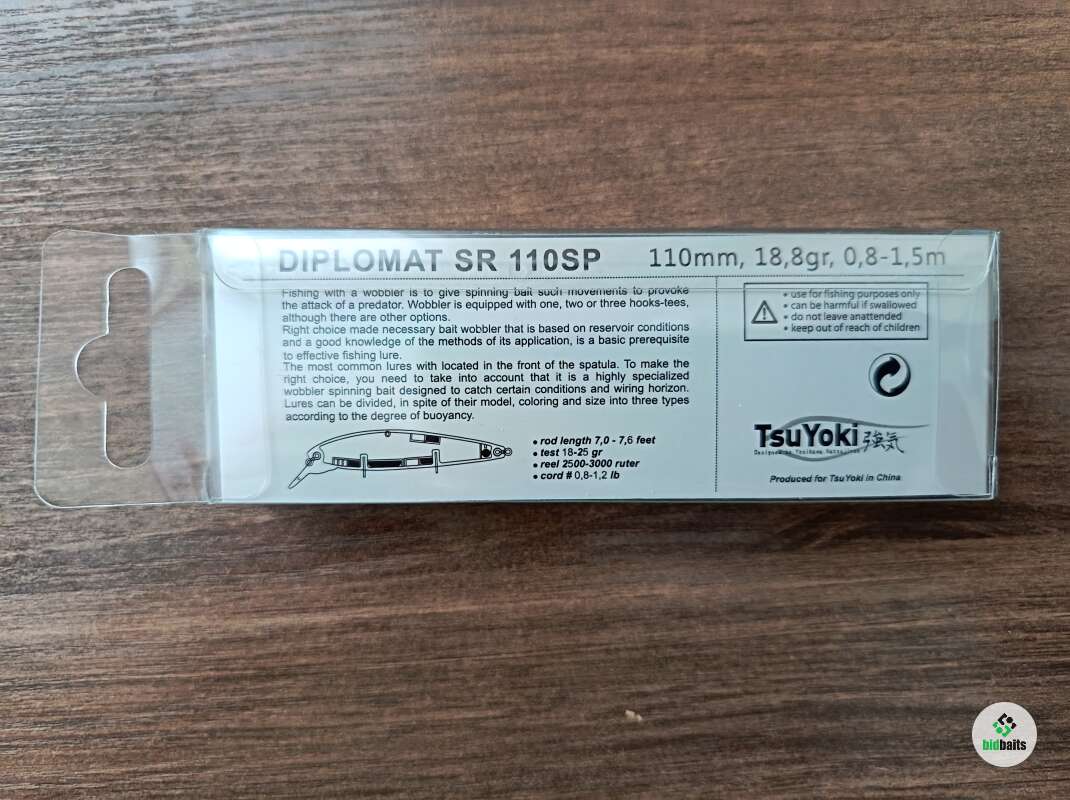 DIPLOMAT SR 110SP
110mm, 18,8gr, 0,8-1,5m
Fishing with a wobbler is to give spinning bait such movements to provoke
the attack of a predator. Wobbler is equipped with one, two or three hooks-tees,
although there are other options.
Right choice made necessary bait wobbler that is based on reservoir conditions
and a good knowledge of the methods of its application, is a basic prerequisite
to effective fishing lure.
The most common lures with located in the front of the spatula. To make the
right choice, you need to take into account that it is a highly specialized
wobbler spinning bait designed to catch certain conditions and wiring horizon.
Lures can be divided, in spite of their model, coloring and size into three types
according to the degree of buoyancy.
• rod length 7,0 - 7,6 feet
• test 18-25 gr
• reel 2500-3000 ruter
• cord # 0,8-1,2 lb
• use for fishing purposes only
• can be harmful if swallowed
• do not leave anattended
• keep out of reach of children
TsuYoki 強気
Designed by Yoshikawa
Produced for TsuYoki in China
bidbaits